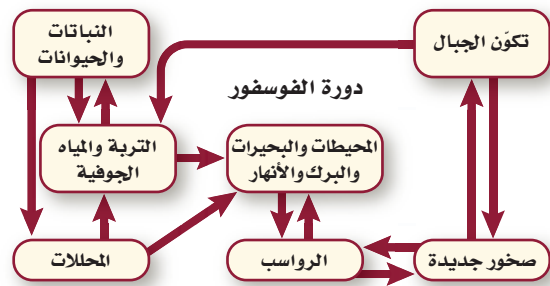 تكوّن الجبال
النباتات
والحيوانات
دورة الفوسفور
المحيطات والبحيرات
والبرك والأنهار
التربة والمياه
الجوفية
صخور جديدة
الرواسب
المحللات